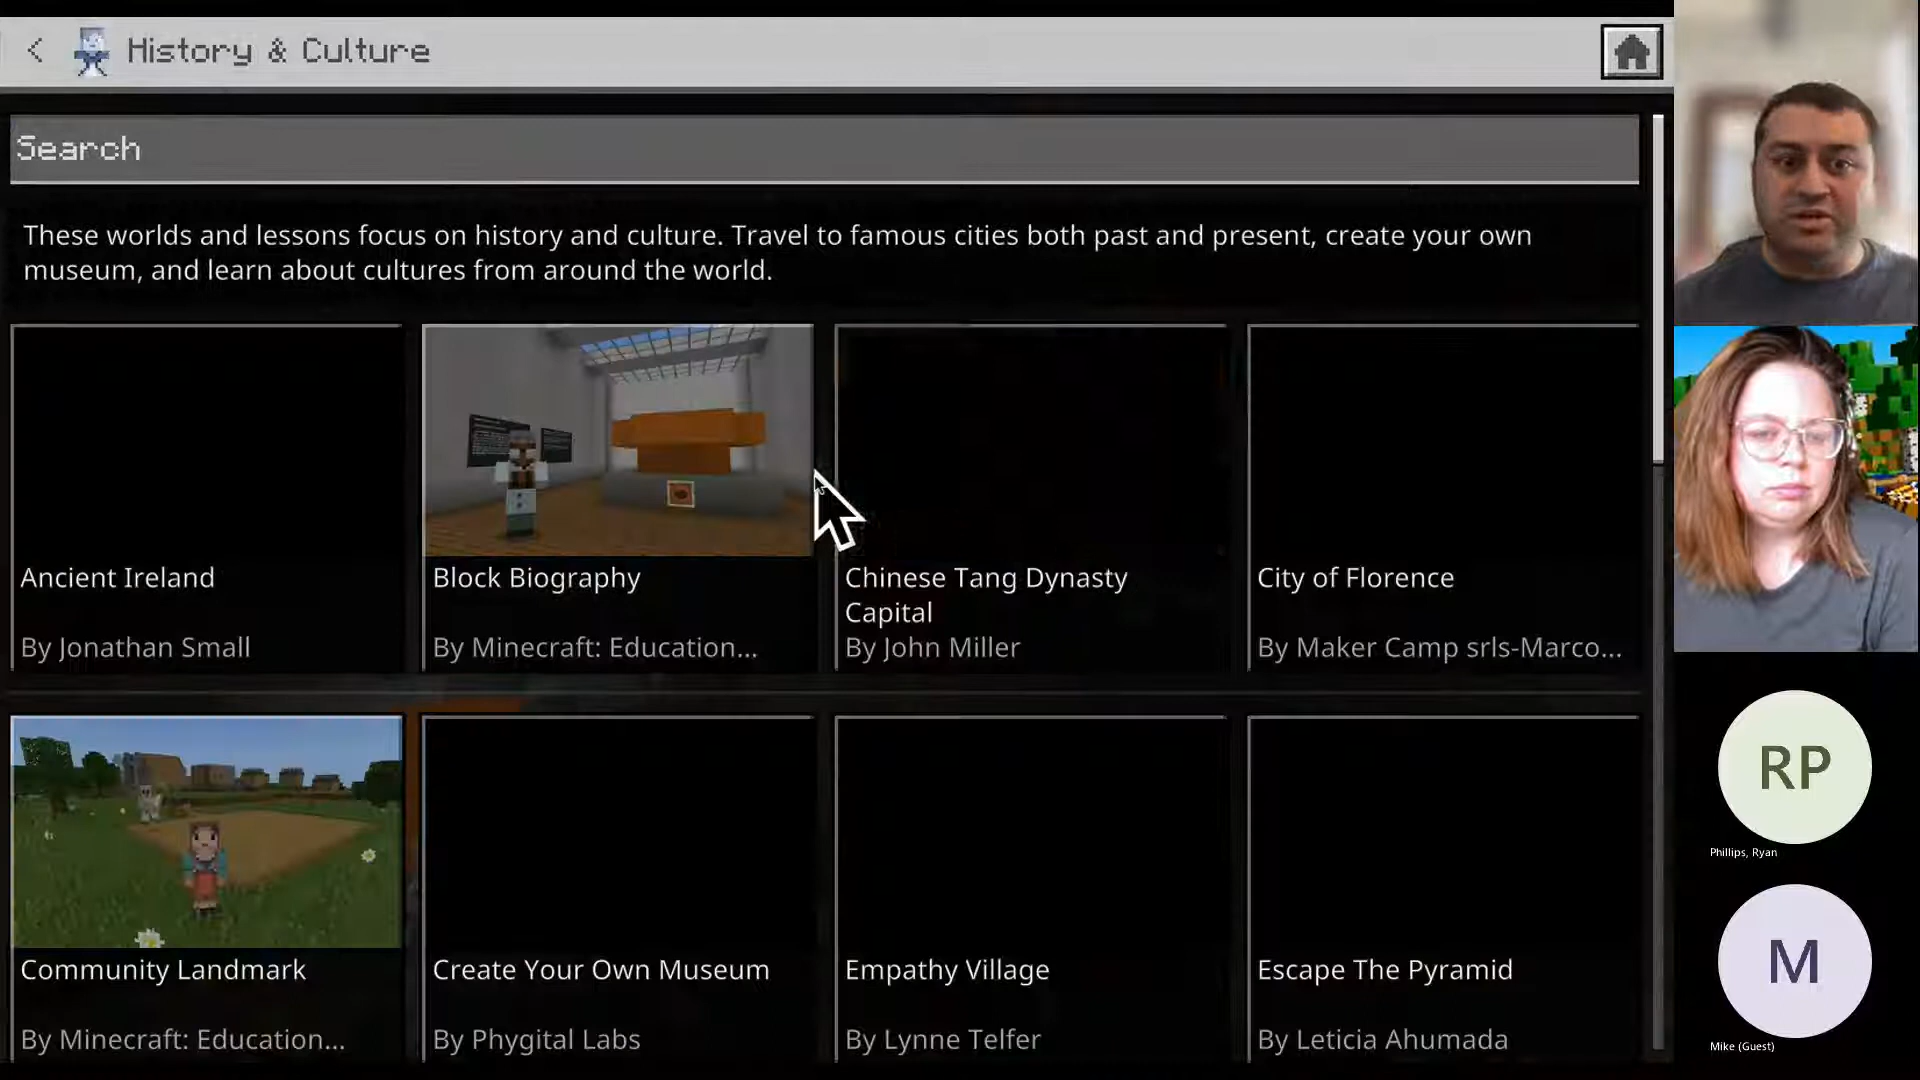 History & Culture
Search
These worlds and lessons focus on history and culture. Travel to famous cities both past and present, create your own
museum, and learn about cultures from around the world.
Ancient Ireland
By Jonathan Small
Block Biography
By Minecraft: Education...
Chinese Tang Dynasty
Capital
By John Miller
City of Florence
By Maker Camp srls-Marco...
Community Landmark
By Minecraft: Education...
Create Your Own Museum
By Phygital Labs
Empathy Village
By Lynne Telfer
Escape The Pyramid
By Leticia Ahumada
RP
Phillips, Ryan
M
Mike (Guest)